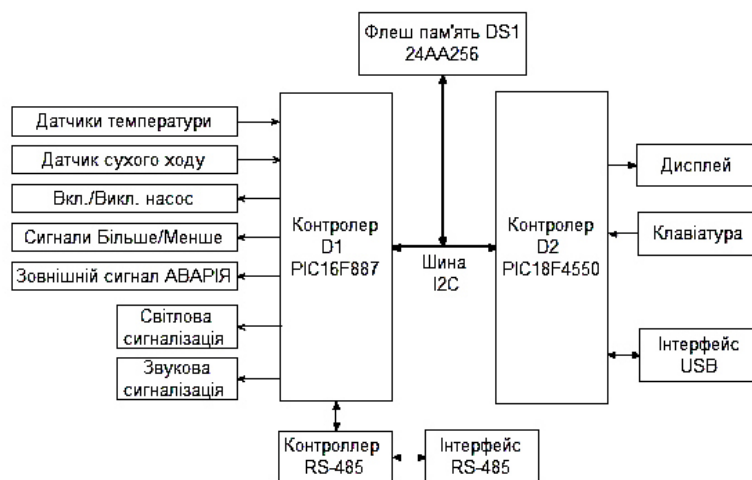 Флеш пам'ять DS1
24AA256
Датчики температури
Датчик сухого ходу
Вкл./Викл. насос
Сигнали Більше/Менше
Зовнішній сигнал АВАРІЯ
Світлова
сигналізація
Звукова
сигналізація
Контролер
D1
PIC16F887
Шина
I2C
Контролер
D2
PIC18F4550
Дисплей
Клавіатура
Інтерфейс
USB
Контроллер
RS-485
Інтерфейс
RS-485